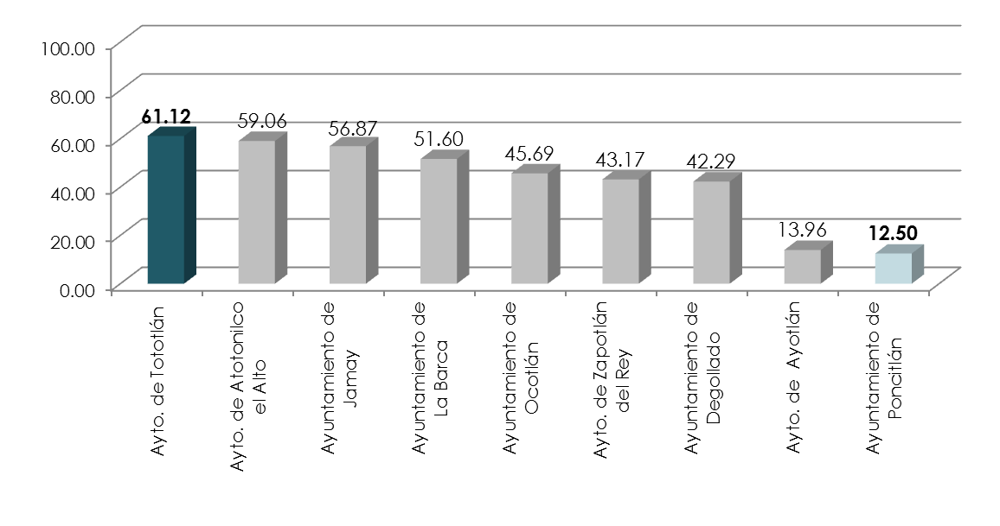 100.00
80.00
60.00
40.00
20.00
0.00
61.12
59.06
56.87
51.60
45.69
43.17
42.29
13.96
12.50
Ayto. de Tototlán
Ayto. de Atotonilco
el Alto
Ayuntamiento de
Jamay
Ayuntamiento de
La Barca
Ayuntamiento de
Ocotlán
Ayto. de Zapotlán
del Rey
Ayuntamiento de
Degollado
Ayto. de  Ayotlán
Ayuntamiento de
Poncitlán